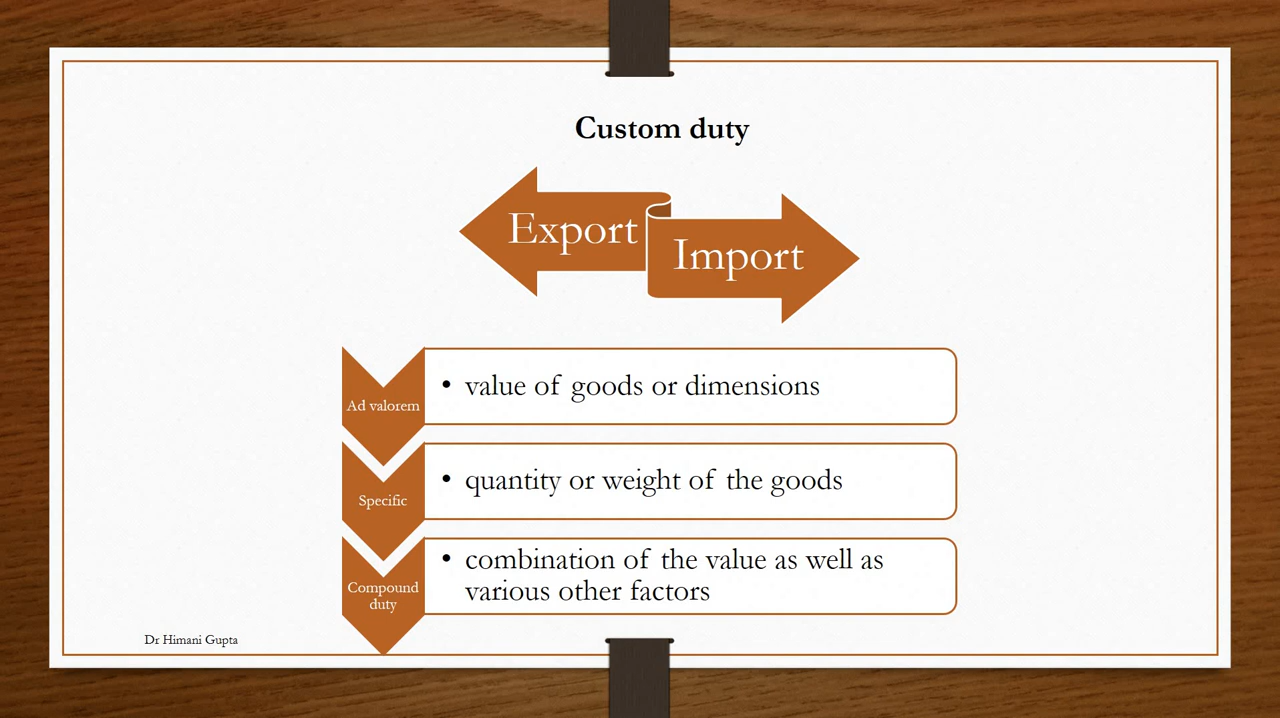 Custom duty
Export
Import
Ad valorem
• value of goods or dimensions
Specific
• quantity or weight of the goods
Compound
duty
• combination of the value as well as
various other factors
Dr Himani Gupta